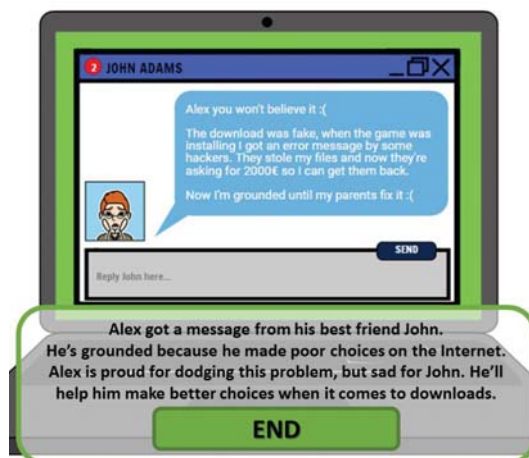 2 JOHN ADAMS
Alex you won't believe it :(
The download was fake, when the game was
installing I got an error message by some
hackers. They stole my files and now they're
asking for 2000€ so I can get them back.
Now I'm grounded until my parents fix it :(
SEND
Reply John here...
Alex got a message from his best friend John.
He's grounded because he made poor choices on the Internet.
Alex is proud for dodging this problem, but sad for John. He'll
help him make better choices when it comes to downloads.
END